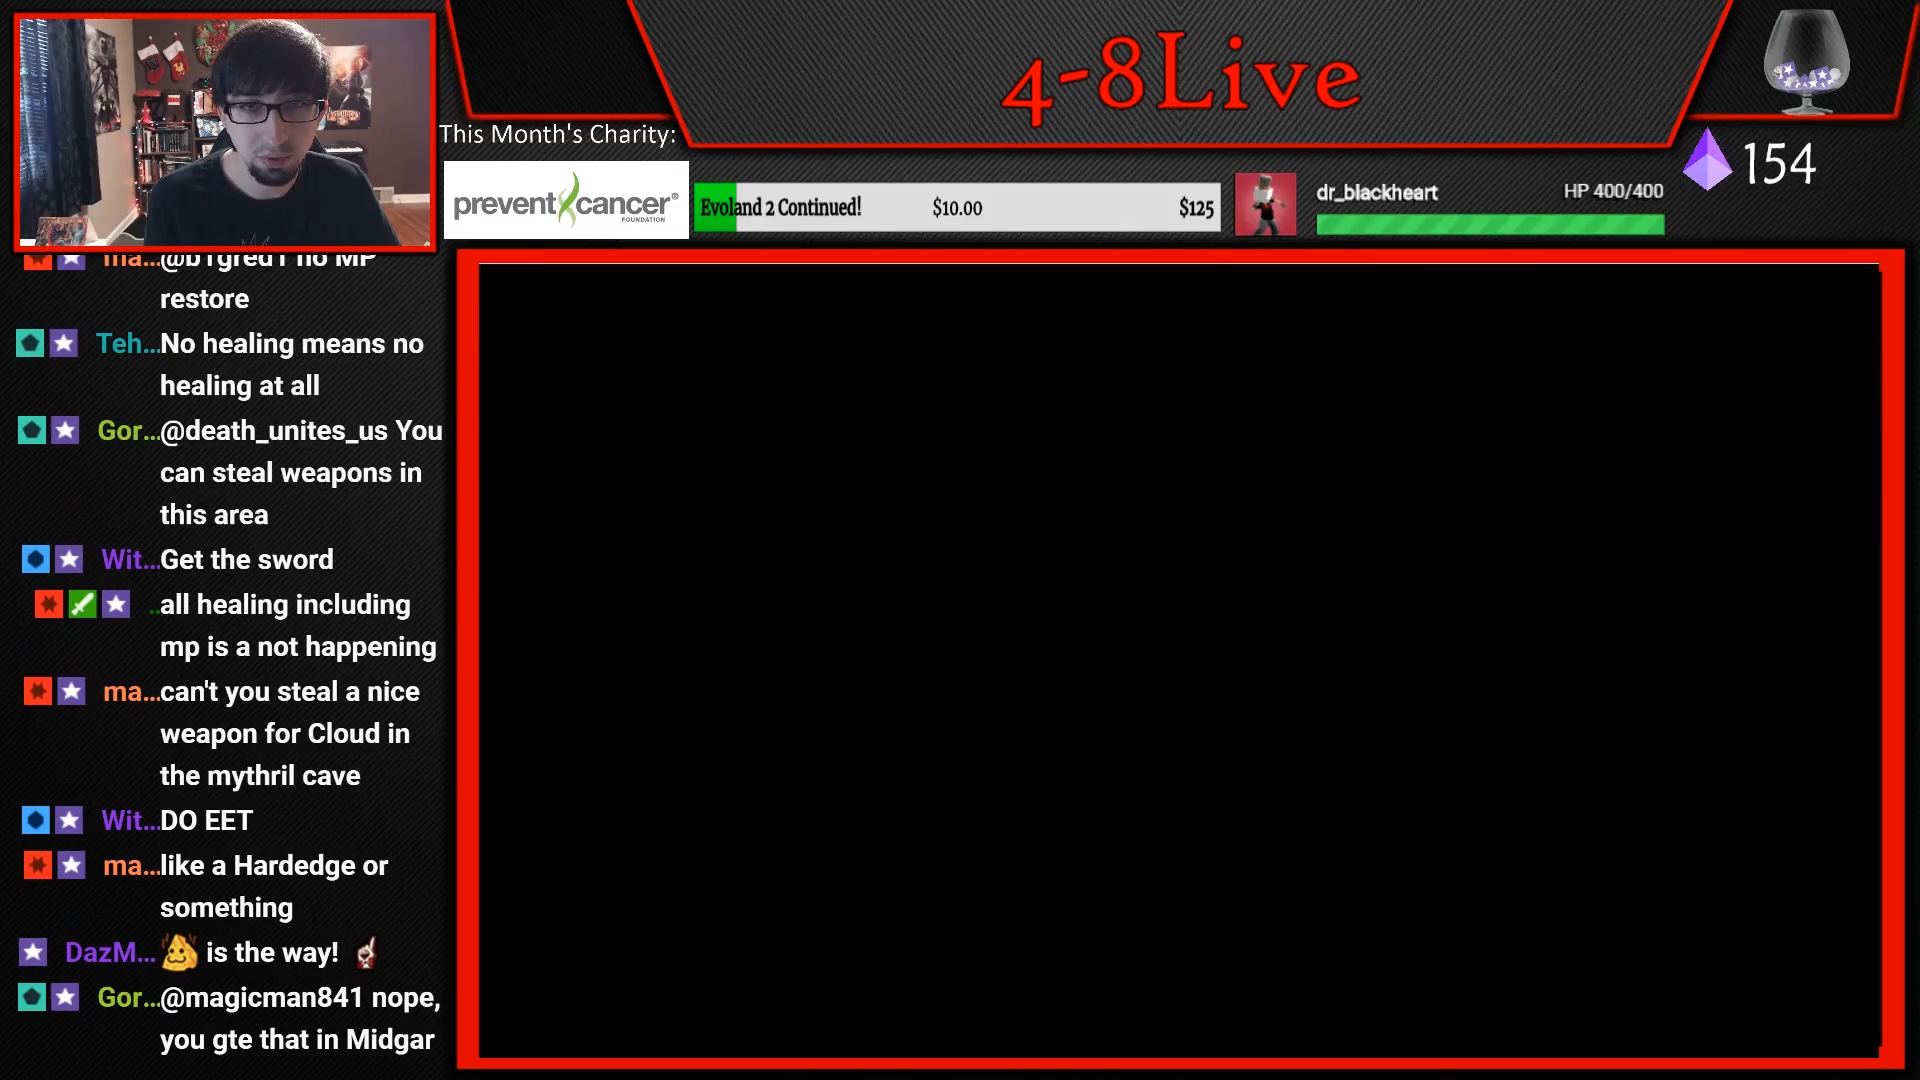 4-8Live
This Month's Charity:
prevent cancer®
FOUNDATION
Evoland 2 Continued! $10.00 $125
dr_blackheart HP 400/400
154
ma...@b1gred1 no MP
restore
Teh...No healing means no
healing at all
Gor...@death_unites_us You
can steal weapons in
this area
Wit...Get the sword
..all healing including
mp is a not happening
ma...can't you steal a nice
weapon for Cloud in
the mythril cave
Wit...DO EET
ma...like a Hardedge or
something
DazM... is the way!
Gor...@magicman841 nope,
you gte that in Midgar